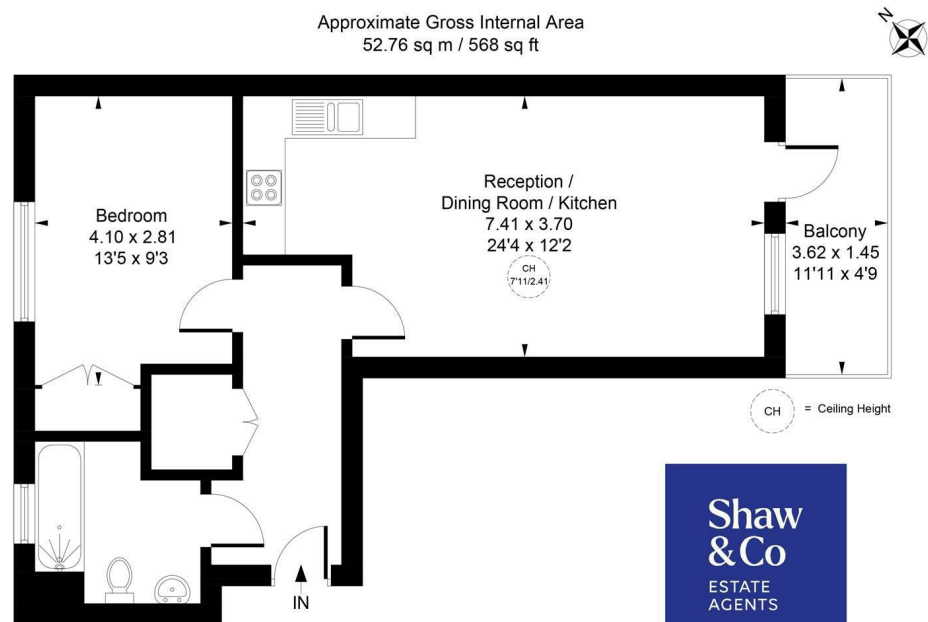 Approximate Gross Internal Area
52.76 sq m / 568 sq ft
N
Bedroom
4.10 x 2.81
13'5 x 9'3
Reception /
Dining Room / Kitchen
7.41 x 3.70
24'4 x 12'2
CH
7'11/2.41
Balcony
3.62 x 1.45
11'11 x 4'9
CH = Ceiling Height
IN
Shaw
& Co
ESTATE
AGENTS